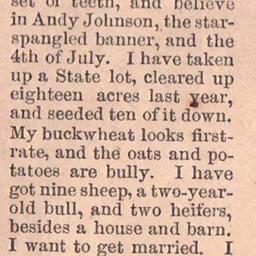 set of teeth, and believe
in Andy Johnson, the star-
spangled banner, and the
4th of July. I have taken
up a State lot, cleared up
eighteen acres last year,
and seeded ten of it down.
My buckwheat looks first-
rate, and the oats and po-
tatoes are bully. I have
got nine sheep, a two-year-
old bull, and two heifers,
besides a house and barn.
I want to get married. I